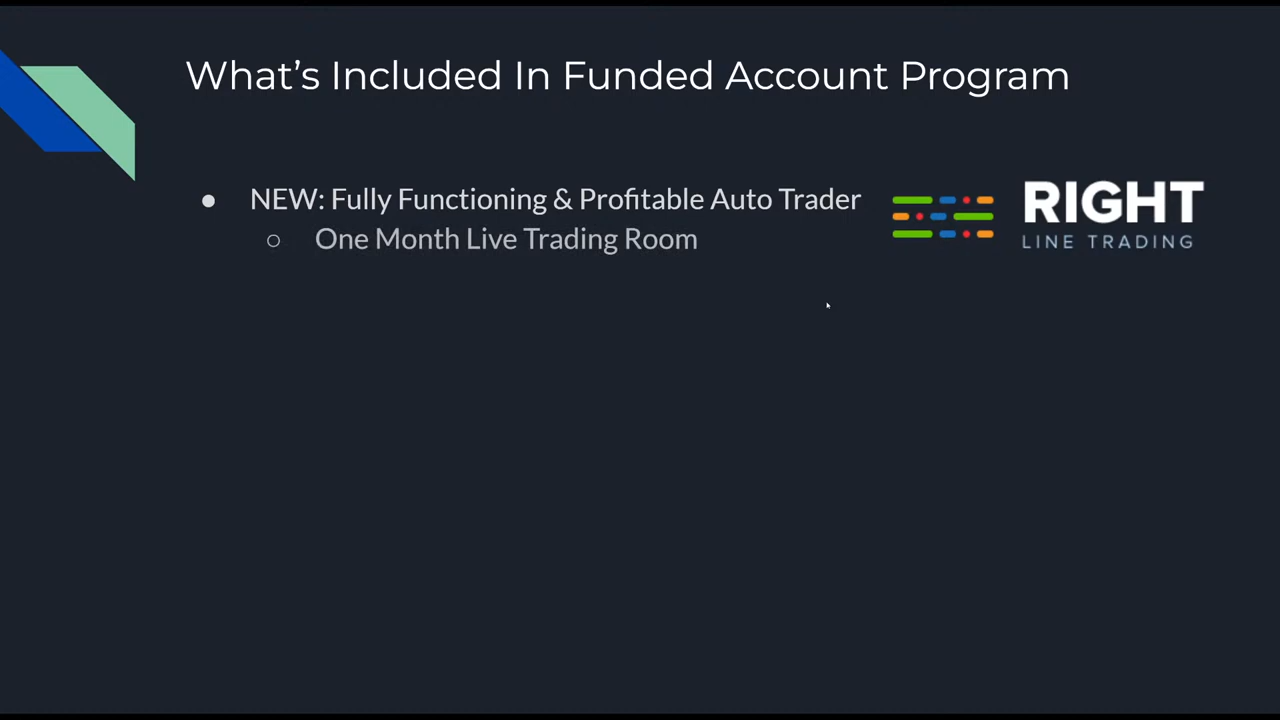 What’s Included In Funded Account Program
● NEW: Fully Functioning & Profitable Auto Trader
○ One Month Live Trading Room
RIGHT
LINE TRADING